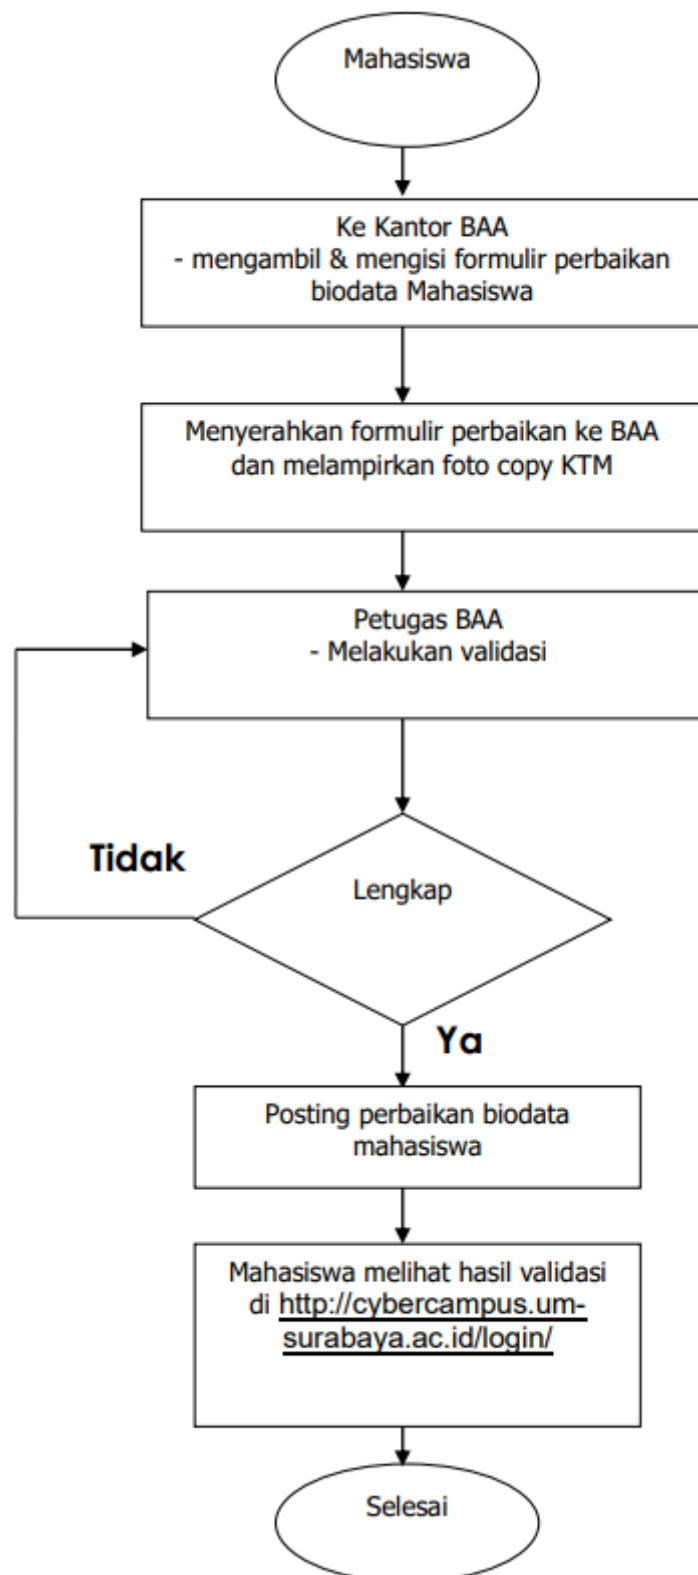 Mahasiswa
Ke Kantor BAA
- mengambil & mengisi formulir perbaikan
biodata Mahasiswa
Menyerahkan formulir perbaikan ke BAA
dan melampirkan foto copy KTM
Petugas BAA
- Melakukan validasi
Tidak
Lengkap
Ya
Posting perbaikan biodata
mahasiswa
Mahasiswa melihat hasil validasi
di http://cybercampus.um-
surabaya.ac.id/login/
Selesai